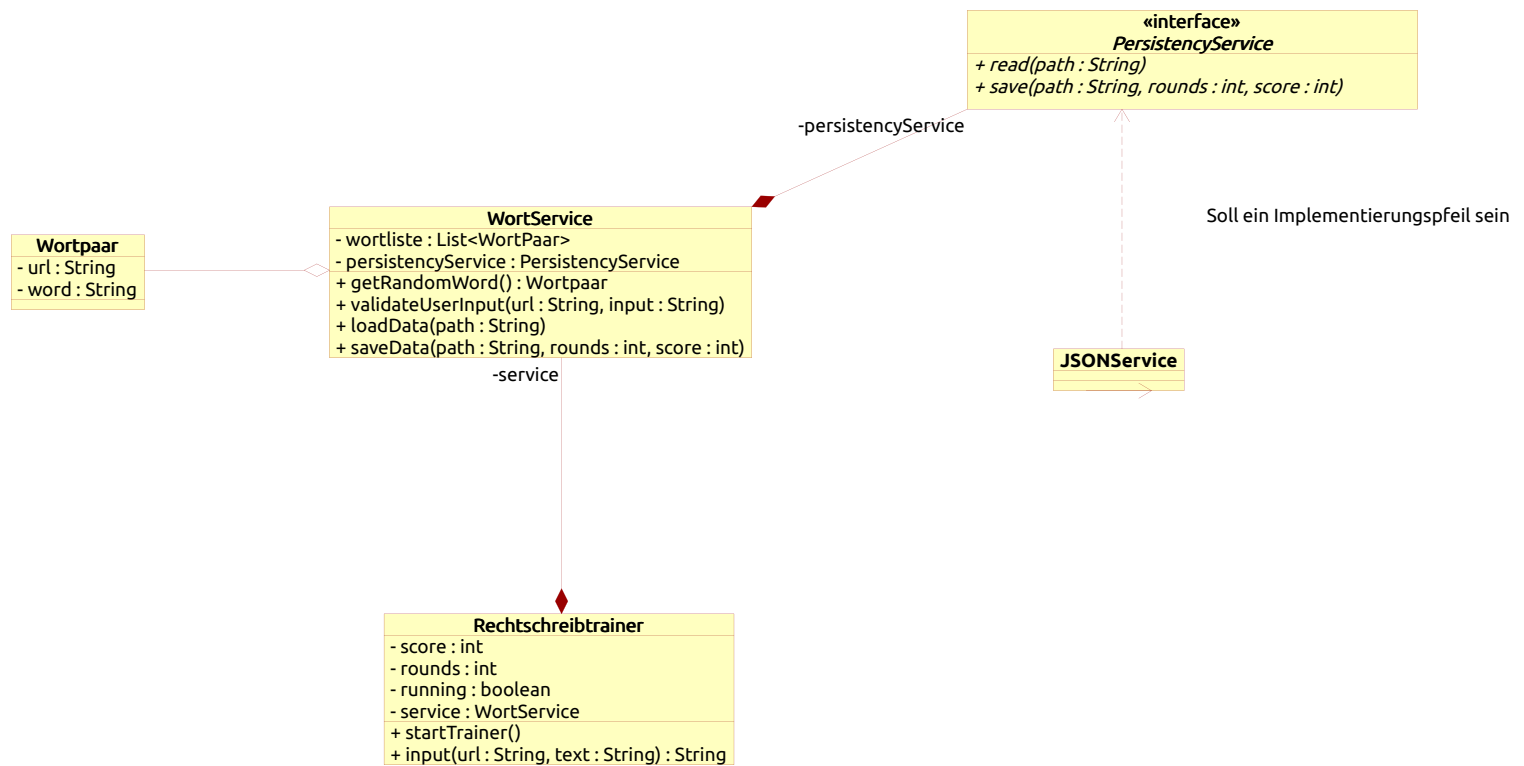 «interface»
PersistencyService
+ read(path : String)
+ save(path : String, rounds : int, score : int)
-persistencyService
Soll ein Implementierungspfeil sein
WortService
- wortliste : List<WortPaar>
- persistencyService : PersistencyService
+ getRandomWord() : Wortpaar
+ validateUserInput(url : String, input : String)
+ loadData(path : String)
+ saveData(path : String, rounds : int, score : int)
Wortpaar
- url : String
- word : String
-service
JSONService
Rechtschreibtrainer
- score : int
- rounds : int
- running : boolean
- service : WortService
+ startTrainer()
+ input(url : String, text : String) : String